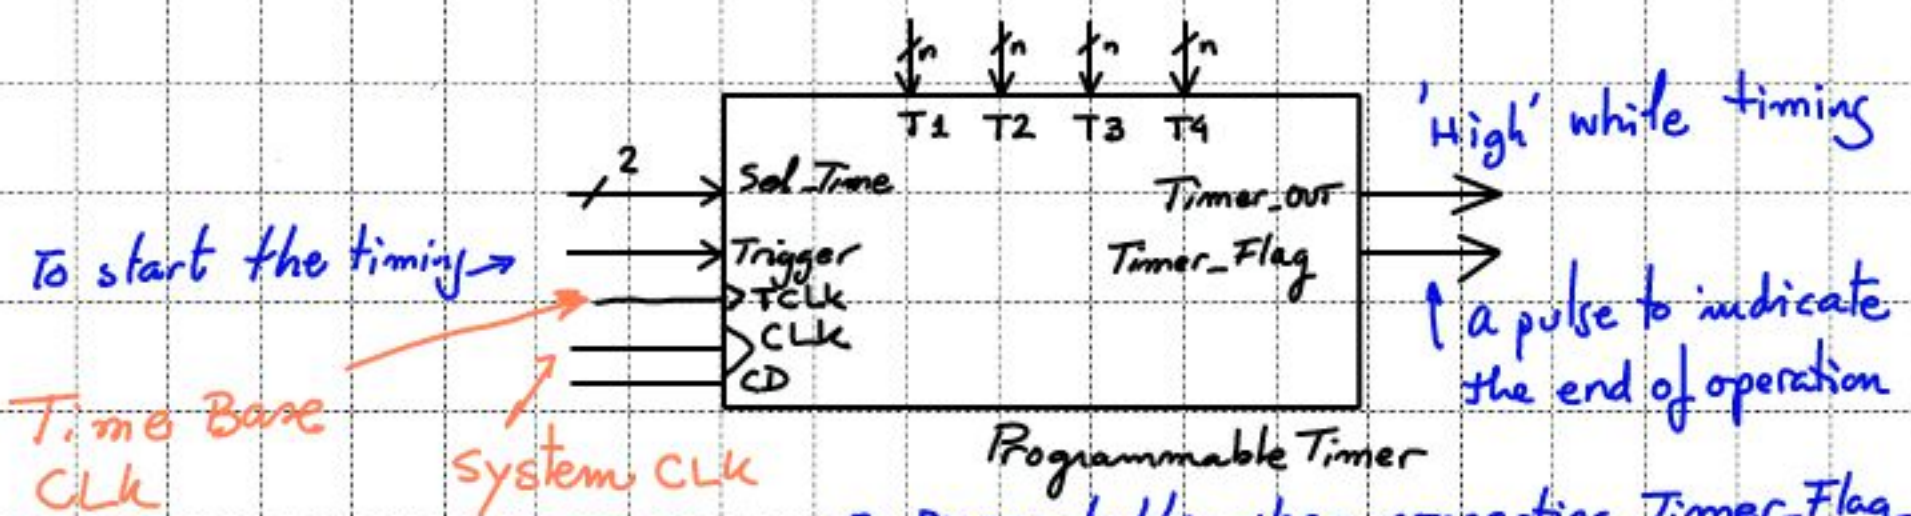 n n n n
T1 T2 T3 T4
'High' while timing
2
Sel_Time
Timer_OUT
To start the timing
Trigger
Timer_Flag
TCLK
CLK
CD
a pulse to indicate
the end of operation
Time Base
CLK
System CLK
Programmable Timer
Timer_Flag